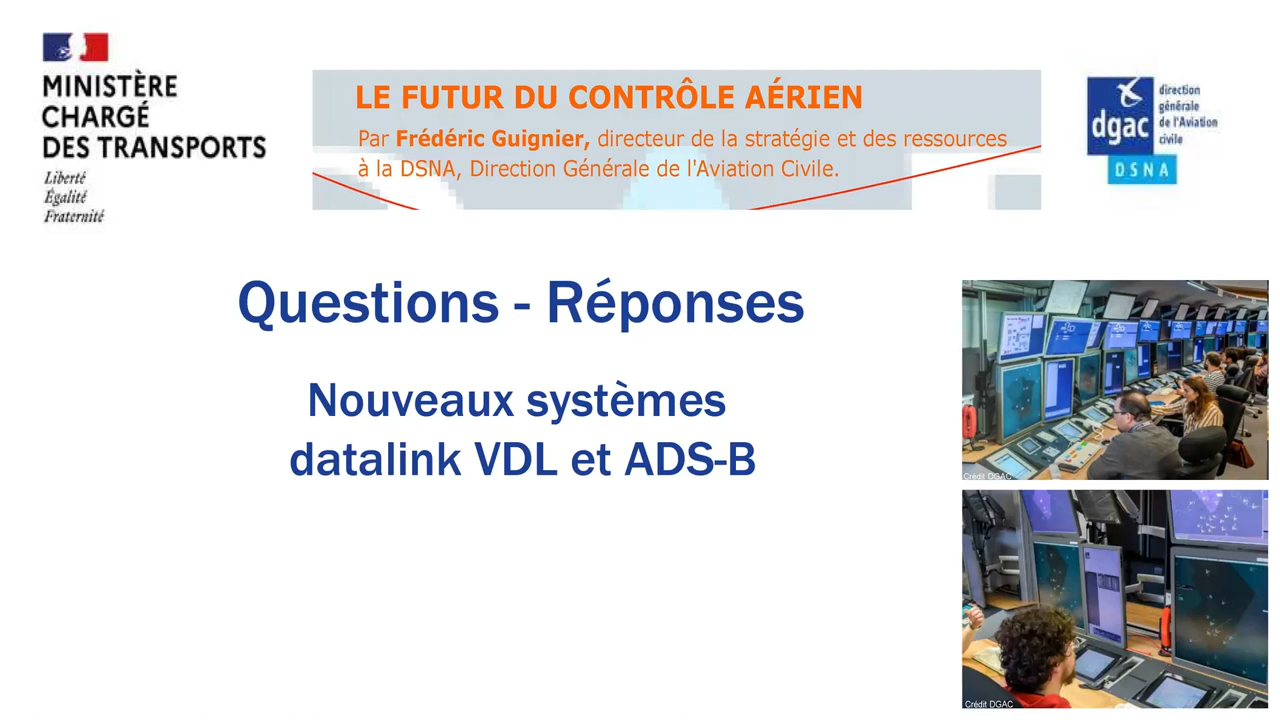 MINISTÈRE
CHARGÉ
DES TRANSPORTS
Liberté
Égalité
Fraternité
LE FUTUR DU CONTRÔLE AÉRIEN
Par Frédéric Guignier, directeur de la stratégie et des ressources
à la DSNA, Direction Générale de l'Aviation Civile.
dgac
direction
générale
de l'Aviation
civile
DSNA
Questions - Réponses
Nouveaux systèmes
datalink VDL et ADS-B
Crédit DGAC
Crédit DGAC